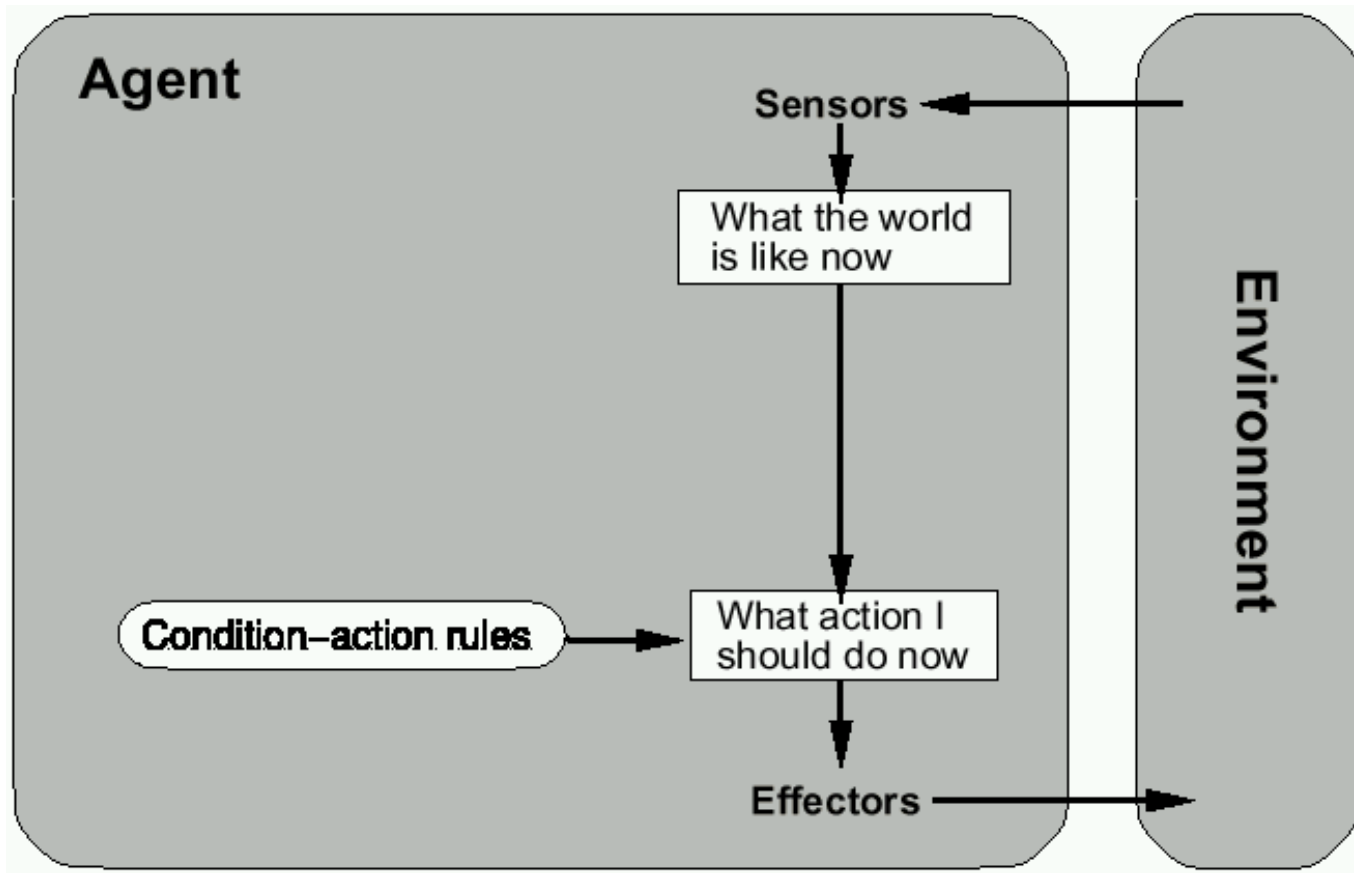 Agent
Sensors
What the world
is like now
Environment
Condition–action rules
What action I
should do now
Effectors